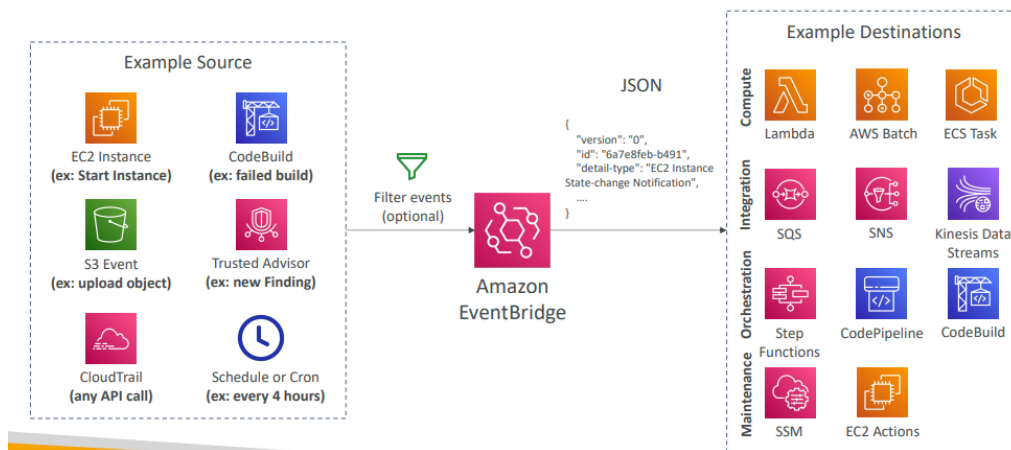 Example Source
EC2 Instance
(ex: Start Instance)
CodeBuild
(ex: failed build)
S3 Event
(ex: upload object)
Trusted Advisor
(ex: new Finding)
CloudTrail
(any API call)
Schedule or Cron
(ex: every 4 hours)
Filter events
(optional)
Amazon
EventBridge
JSON
{
"version": "0",
"id": "6a7e8feb-b491",
"detail-type": "EC2 Instance
State-change Notification",
....
}
Example Destinations
Compute
Lambda
AWS Batch
ECS Task
Integration
SQS
SNS
Kinesis Data
Streams
Orchestration
Step
Functions
CodePipeline
CodeBuild
Maintenance
SSM
EC2 Actions